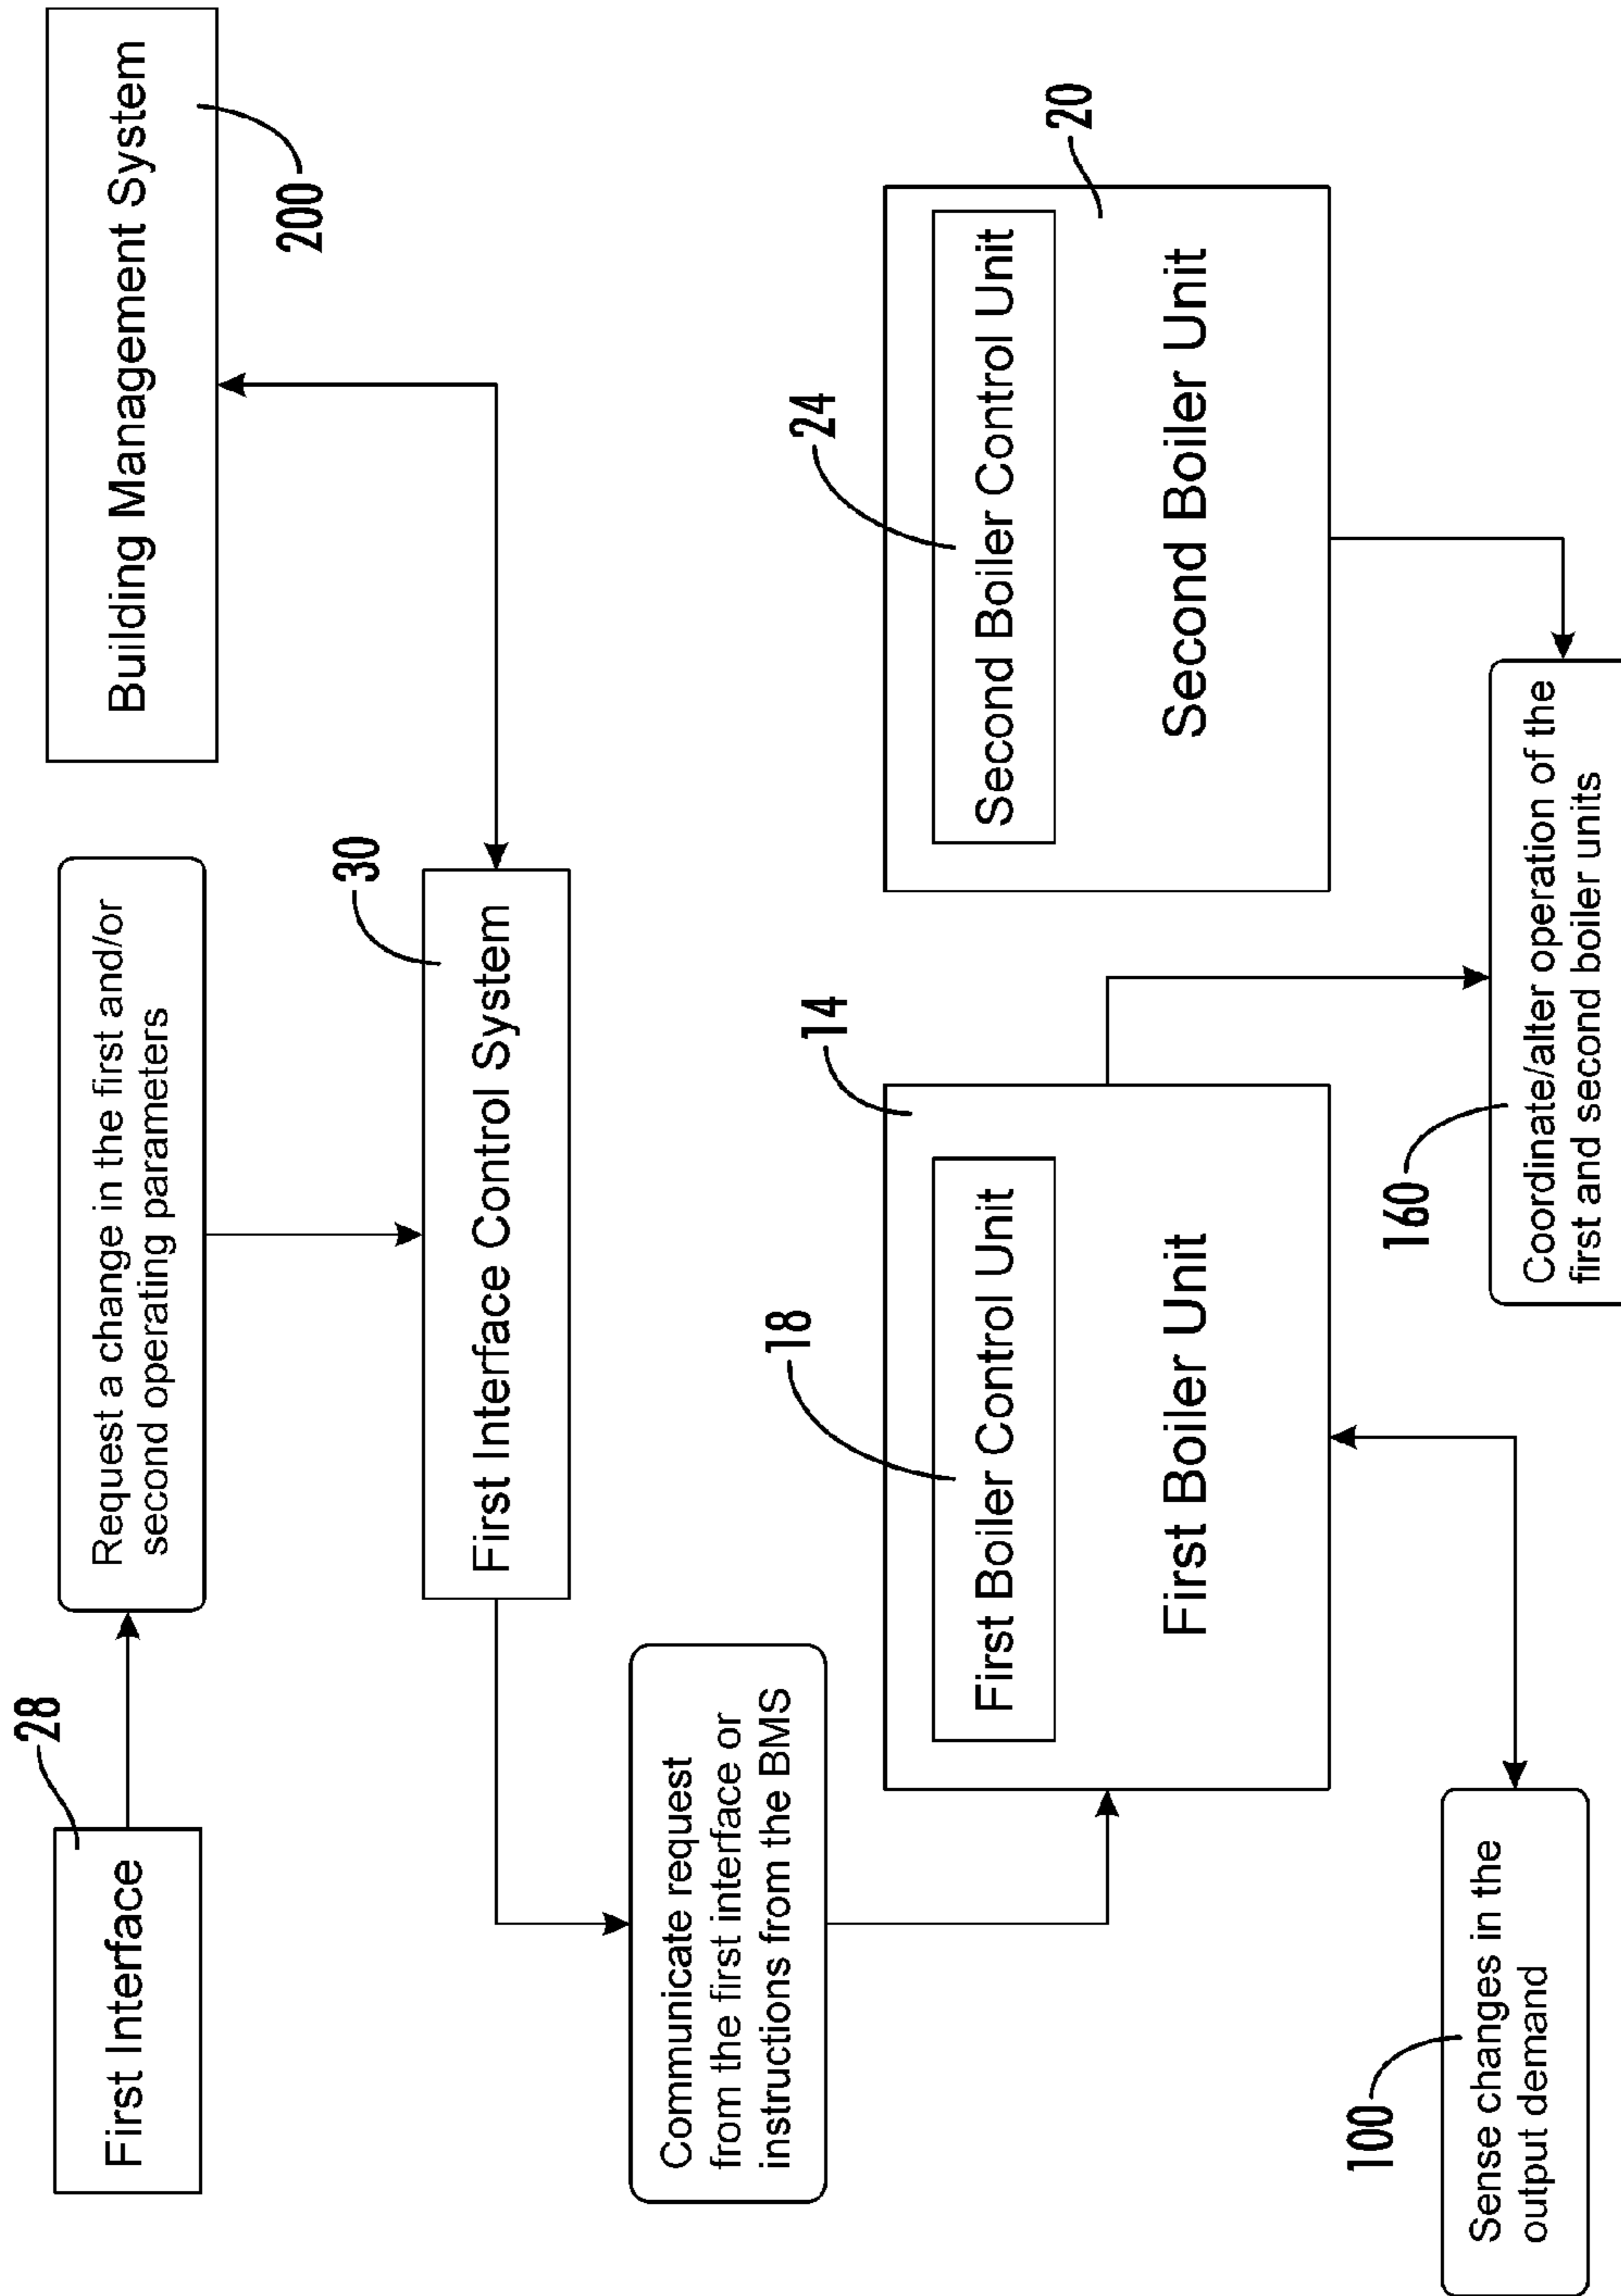 28
First Interface
Request a change in the first and/or
second operating parameters
Building Management System
200
30
First Interface Control System
Communicate request
from the first interface or
instructions from the BMS
14
18
First Boiler Control Unit
First Boiler Unit
24
Second Boiler Control Unit
20
Second Boiler Unit
100
Sense changes in the
output demand
160
Coordinate/alter operation of the
first and second boiler units